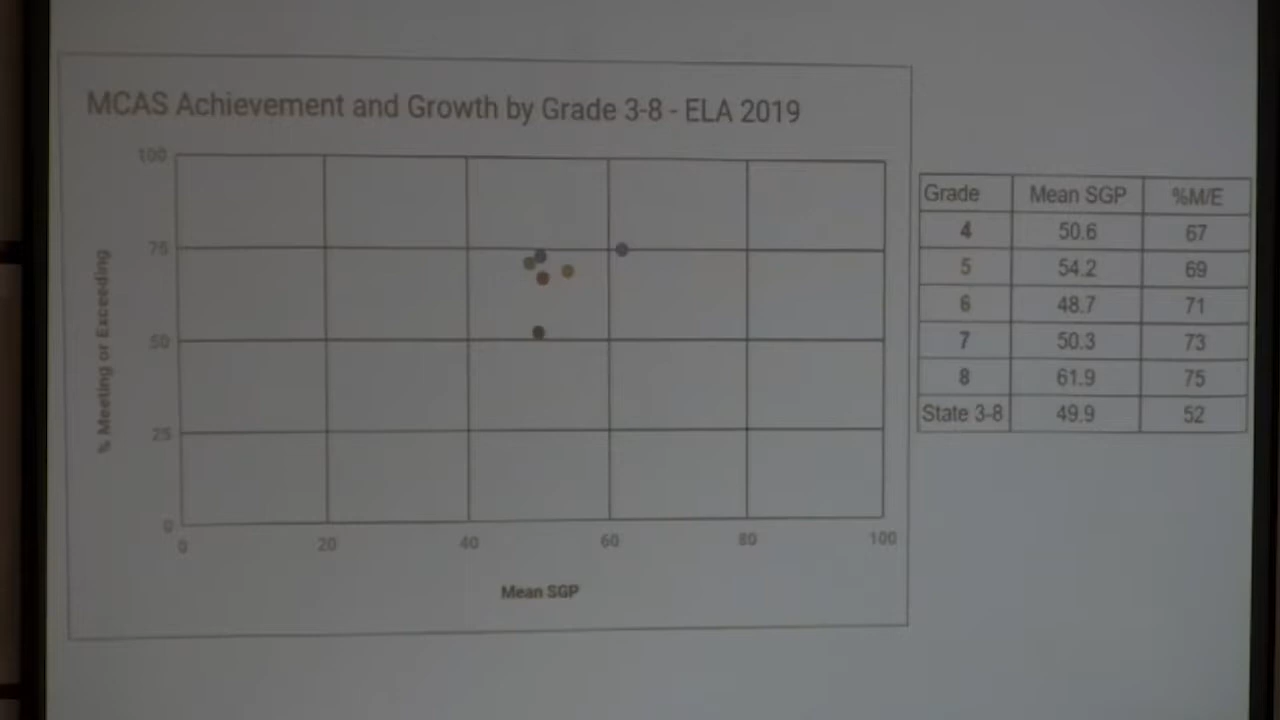 MCAS Achievement and Growth by Grade 3-8 - ELA 2019
100
75
50
25
0
% Meeting or Exceeding
0 20 40 60 80 100
Mean SGP
Grade Mean SGP %M/E
4 50.6 67
5 54.2 69
6 48.7 71
7 50.3 73
8 61.9 75
State 3-8 49.9 52